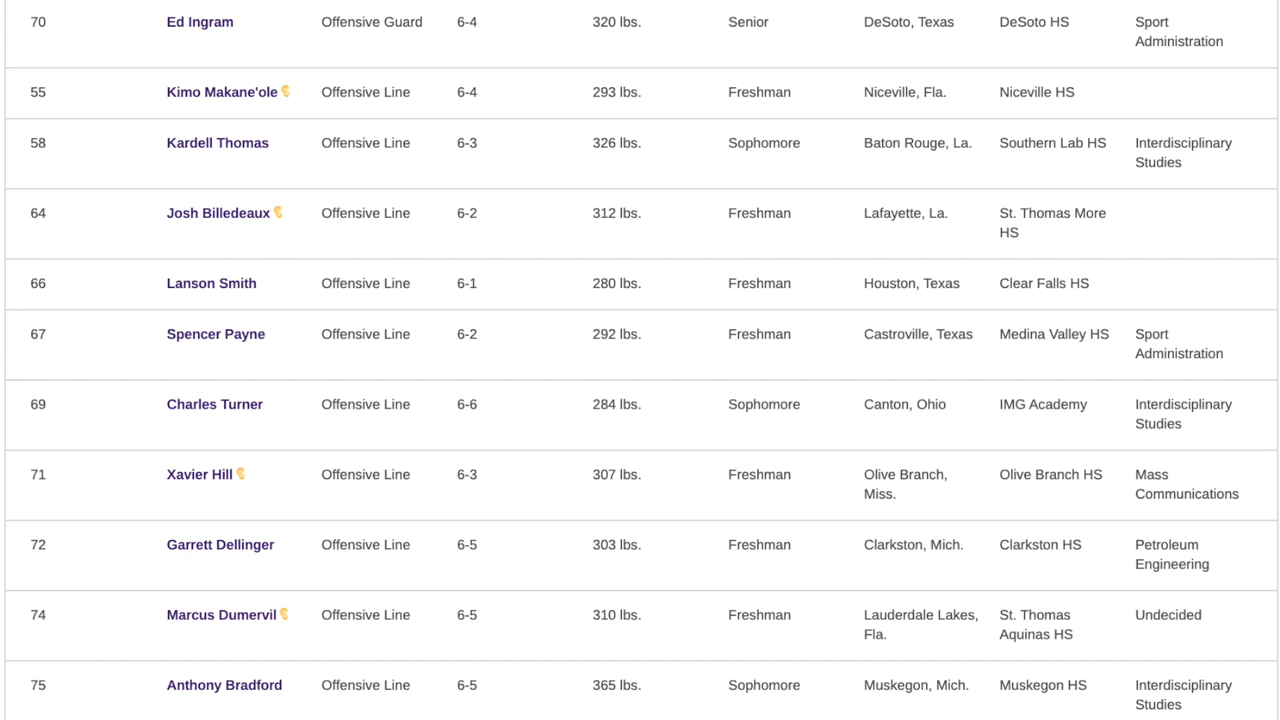 70 Ed Ingram Offensive Guard 6-4 320 lbs. Senior DeSoto, Texas DeSoto HS Sport
Administration
55 Kimo Makane'ole Offensive Line 6-4 293 lbs. Freshman Niceville, Fla. Niceville HS
58 Kardell Thomas Offensive Line 6-3 326 lbs. Sophomore Baton Rouge, La. Southern Lab HS Interdisciplinary
Studies
64 Josh Billedeaux Offensive Line 6-2 312 lbs. Freshman Lafayette, La. St. Thomas More
HS
66 Lanson Smith Offensive Line 6-1 280 lbs. Freshman Houston, Texas Clear Falls HS
67 Spencer Payne Offensive Line 6-2 292 lbs. Freshman Castroville, Texas Medina Valley HS Sport
Administration
69 Charles Turner Offensive Line 6-6 284 lbs. Sophomore Canton, Ohio IMG Academy Interdisciplinary
Studies
71 Xavier Hill Offensive Line 6-3 307 lbs. Freshman Olive Branch, Olive Branch HS Mass
Miss. Communications
72 Garrett Dellinger Offensive Line 6-5 303 lbs. Freshman Clarkston, Mich. Clarkston HS Petroleum
Engineering
74 Marcus Dumervil Offensive Line 6-5 310 lbs. Freshman Lauderdale Lakes, St. Thomas Undecided
Fla. Aquinas HS
75 Anthony Bradford Offensive Line 6-5 365 lbs. Sophomore Muskegon, Mich. Muskegon HS Interdisciplinary
Studies